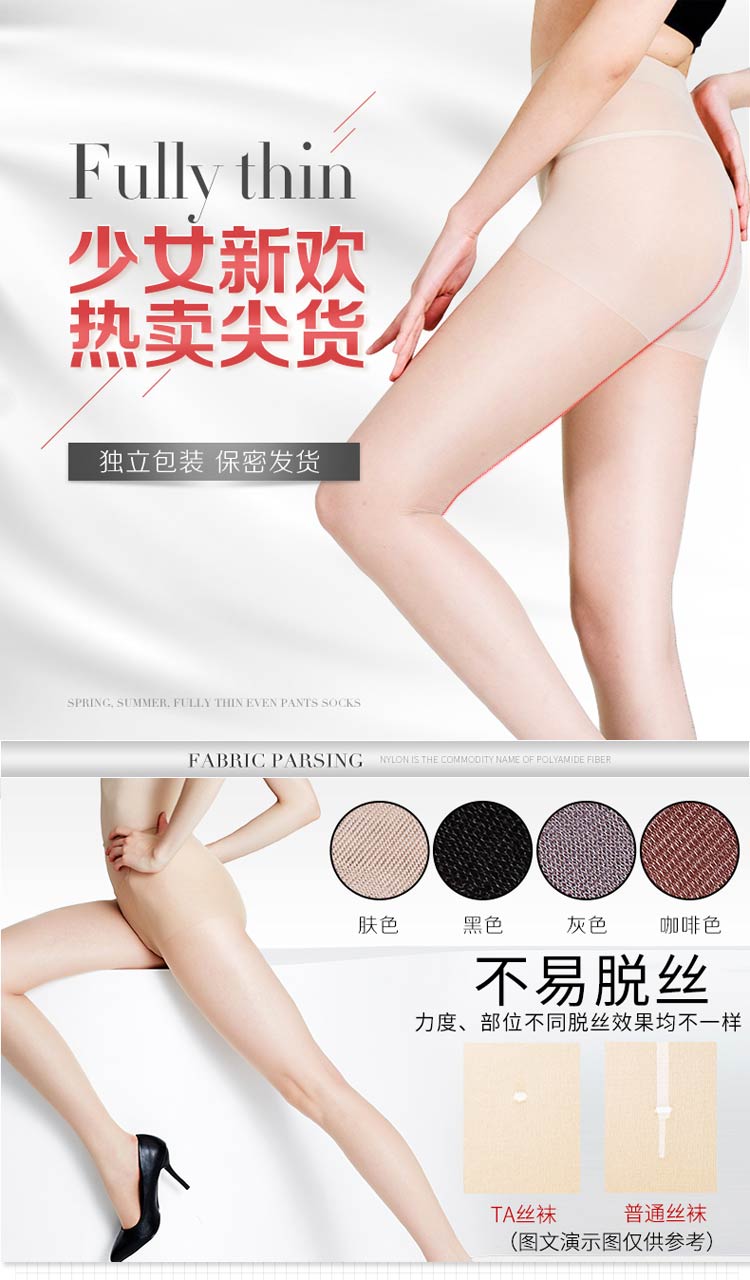 Fully thin
少女新欢
热卖尖货
独立包装 保密发货
SPRING, SUMMER, FULLY THIN EVEN PANTS SOCKS
FABRIC PARSING NYLON IS THE COMMODITY NAME OF POLYAMIDE FIBER
肤色 黑色 灰色 咖啡色
不易脱丝
力度、部位不同脱丝效果均不一样
TA丝袜 普通丝袜
(图文演示图仅供参考)